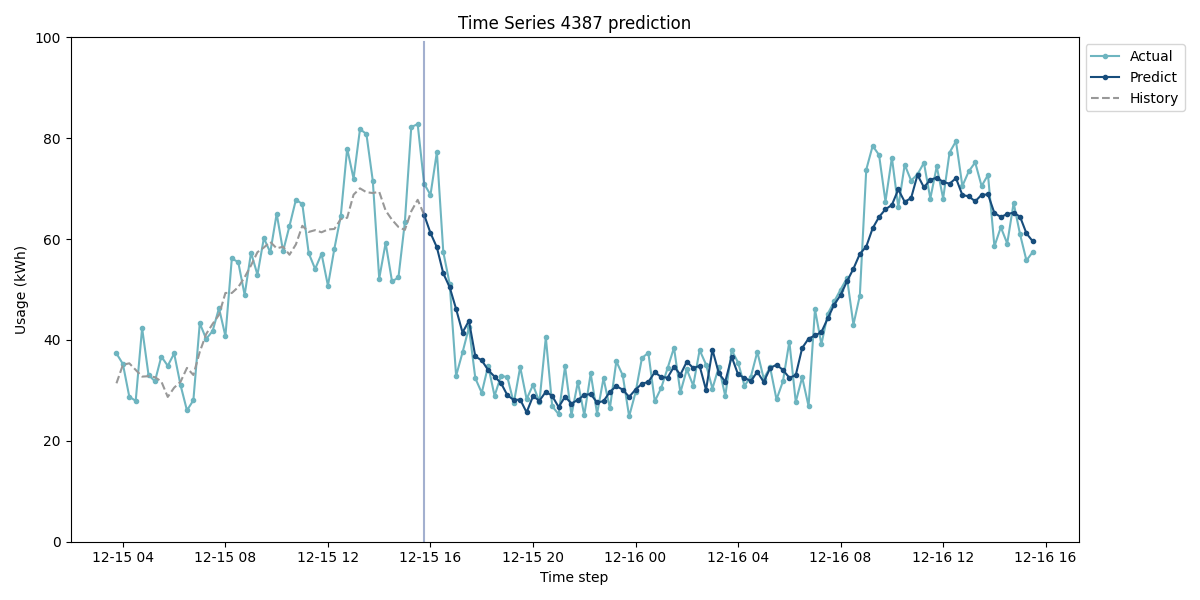 Time Series 4387 prediction
Usage (kWh)
100
80
60
40
20
0
12-15 04
12-15 08
12-15 12
12-15 16
12-15 20
12-16 00
12-16 04
12-16 08
12-16 12
12-16 16
Time step
Actual
Predict
History